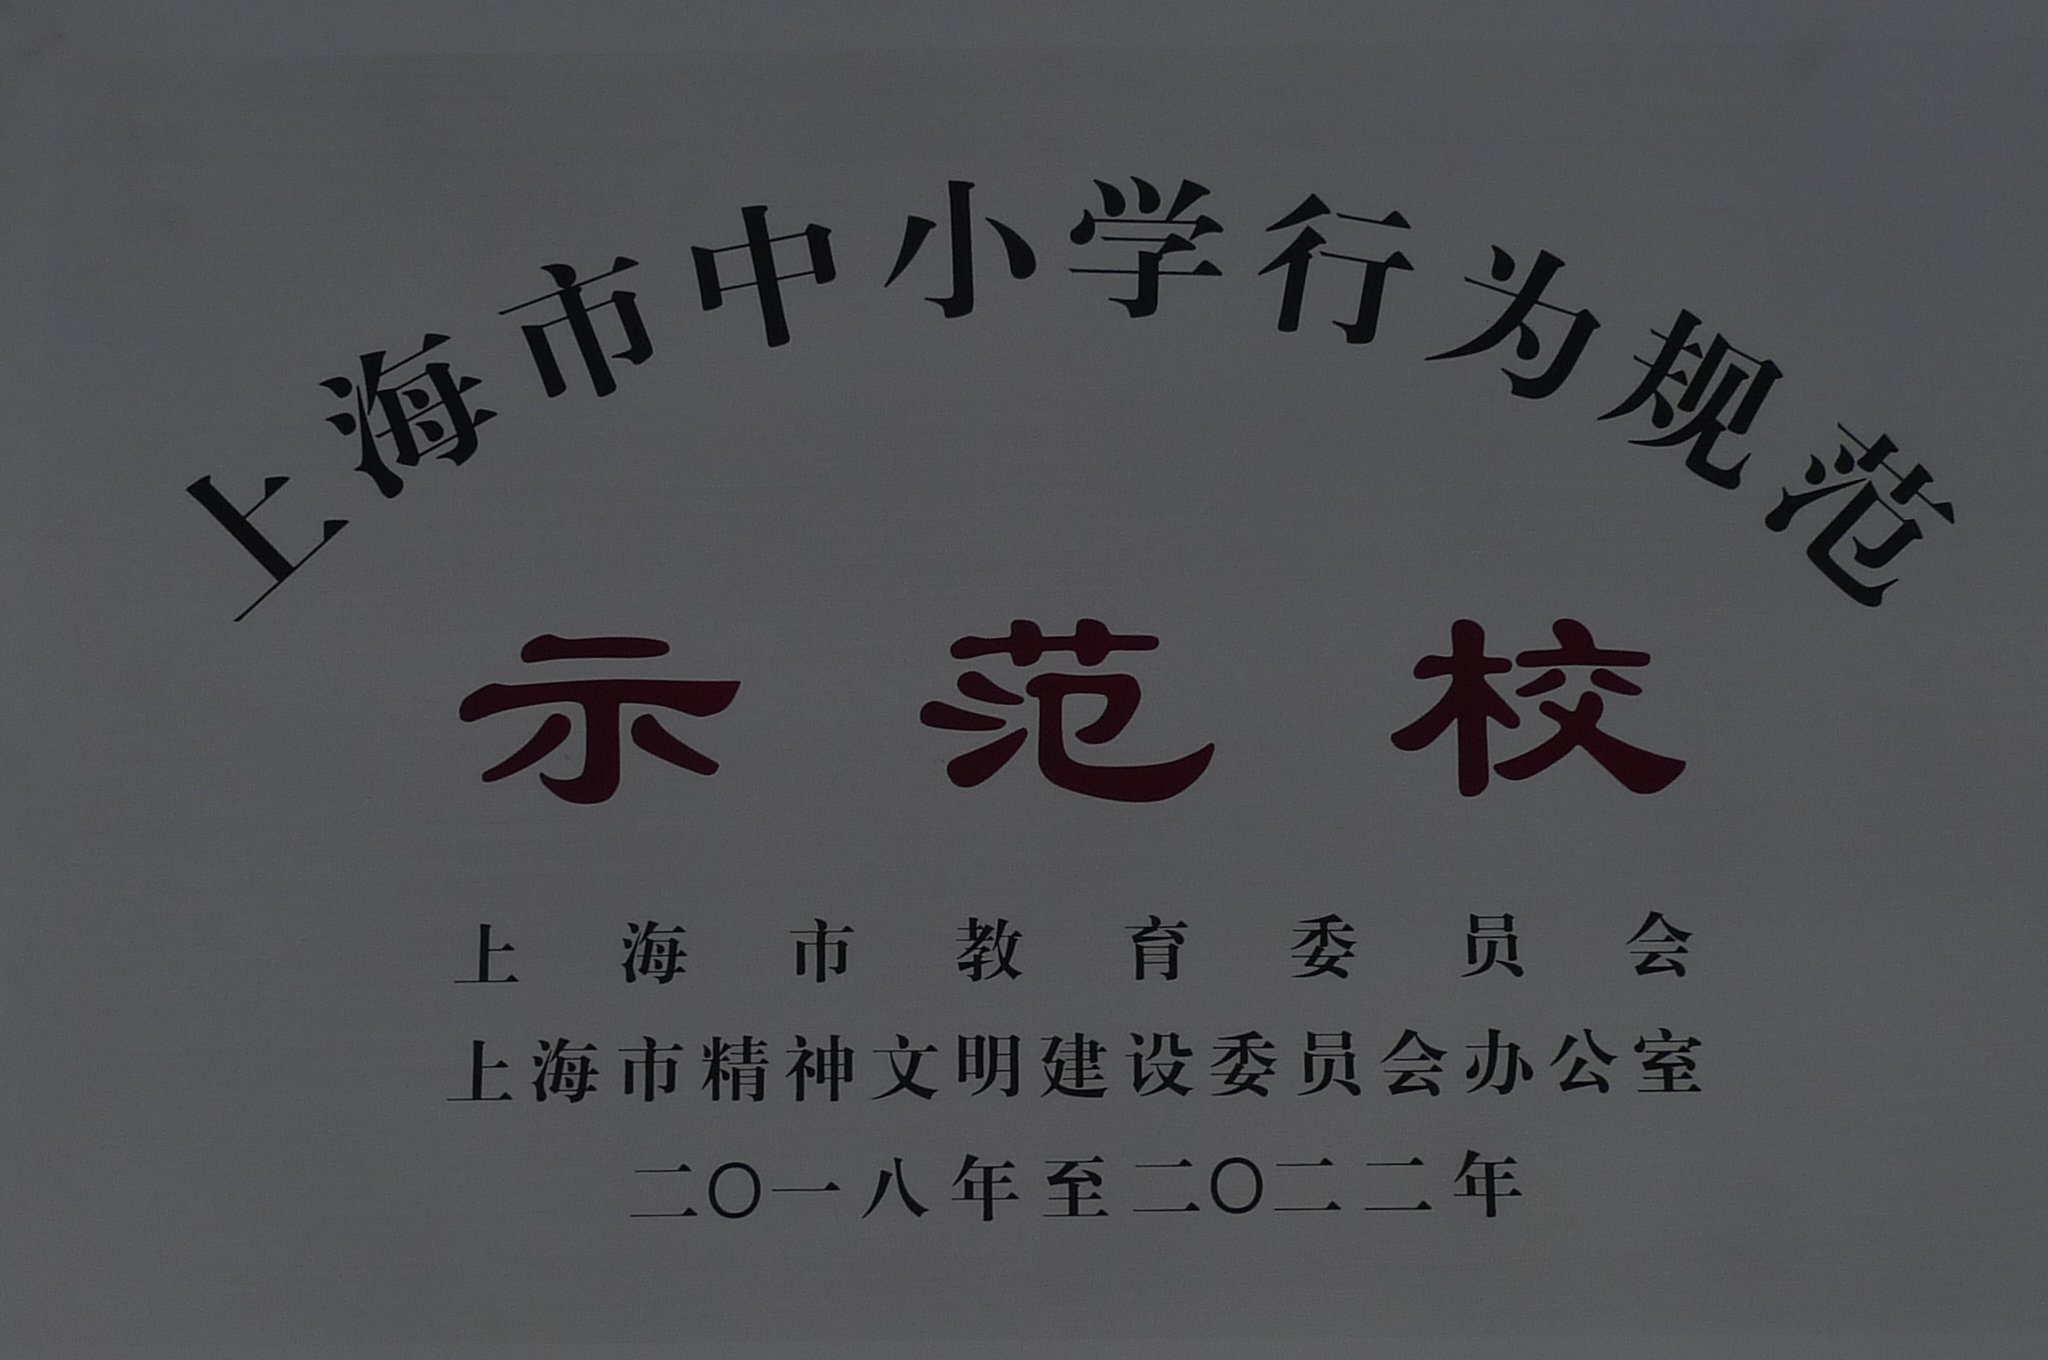 上海市中小学行为规范
示范校
上海市教育委员会
上海市精神文明建设委员会办公室
二〇一八年至二〇二二年